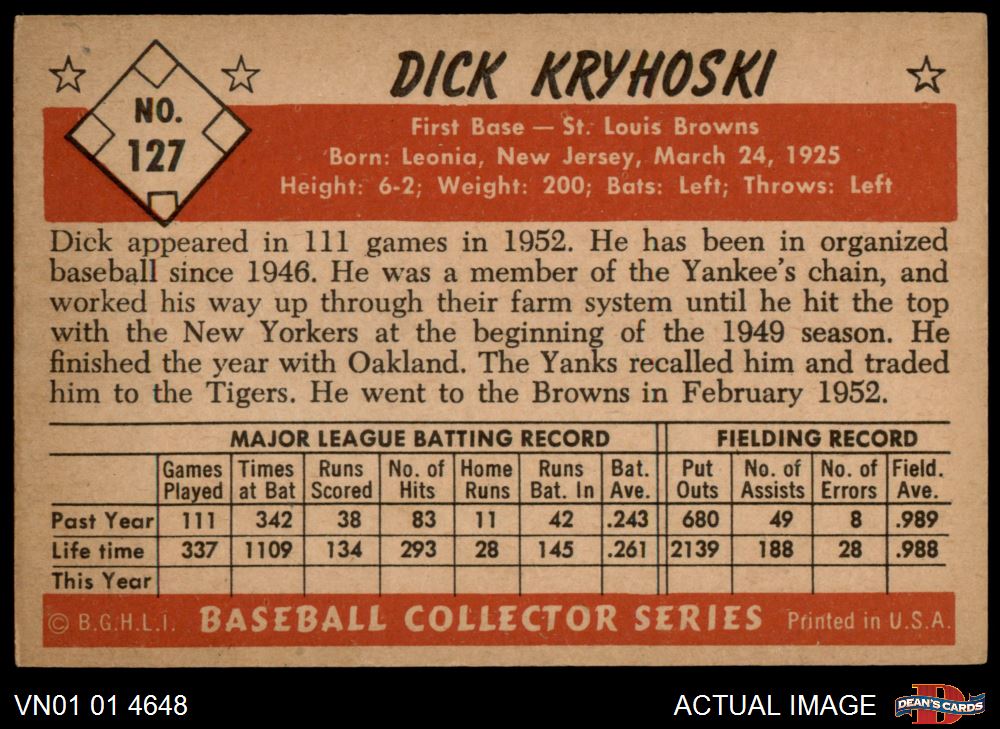 DICK KRYHOSKI
NO.
127
First Base — St. Louis Browns
Born: Leonia, New Jersey, March 24, 1925
Height: 6-2; Weight: 200; Bats: Left; Throws: Left
Dick appeared in 111 games in 1952. He has been in organized
baseball since 1946. He was a member of the Yankee's chain, and
worked his way up through their farm system until he hit the top
with the New Yorkers at the beginning of the 1949 season. He
finished the year with Oakland. The Yanks recalled him and traded
him to the Tigers. He went to the Browns in February 1952.
MAJOR LEAGUE BATTING RECORD FIELDING RECORD
Games Times Runs No. of Home Runs Bat. Put No. of No. of Field.
Played at Bat Scored Hits Runs Bat. In Ave. Outs Assists Errors Ave.
Past Year 111 342 38 83 11 42 .243 680 49 8 .989
Life time 337 1109 134 293 28 145 .261 2139 188 28 .988
This Year
© B.G.H.L.I. BASEBALL COLLECTOR SERIES Printed in U.S.A.
VN01 01 4648 ACTUAL IMAGE DEAN'S CARDS